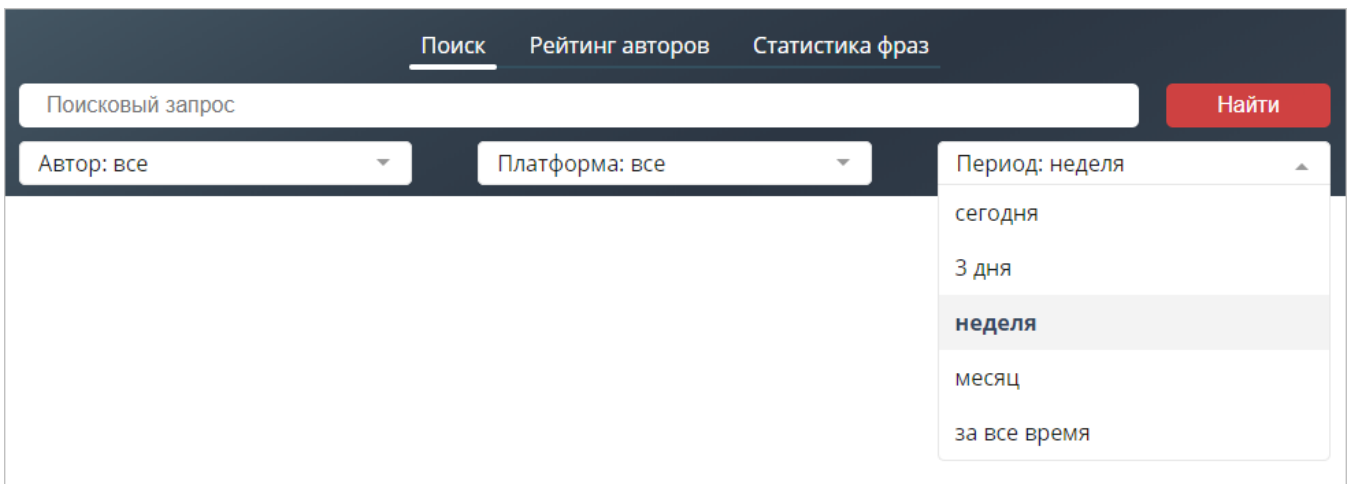 Поиск Рейтинг авторов Статистика фраз
Поисковый запрос Найти
Автор: все Платформа: все Период: неделя
сегодня
3 дня
неделя
месяц
за все время